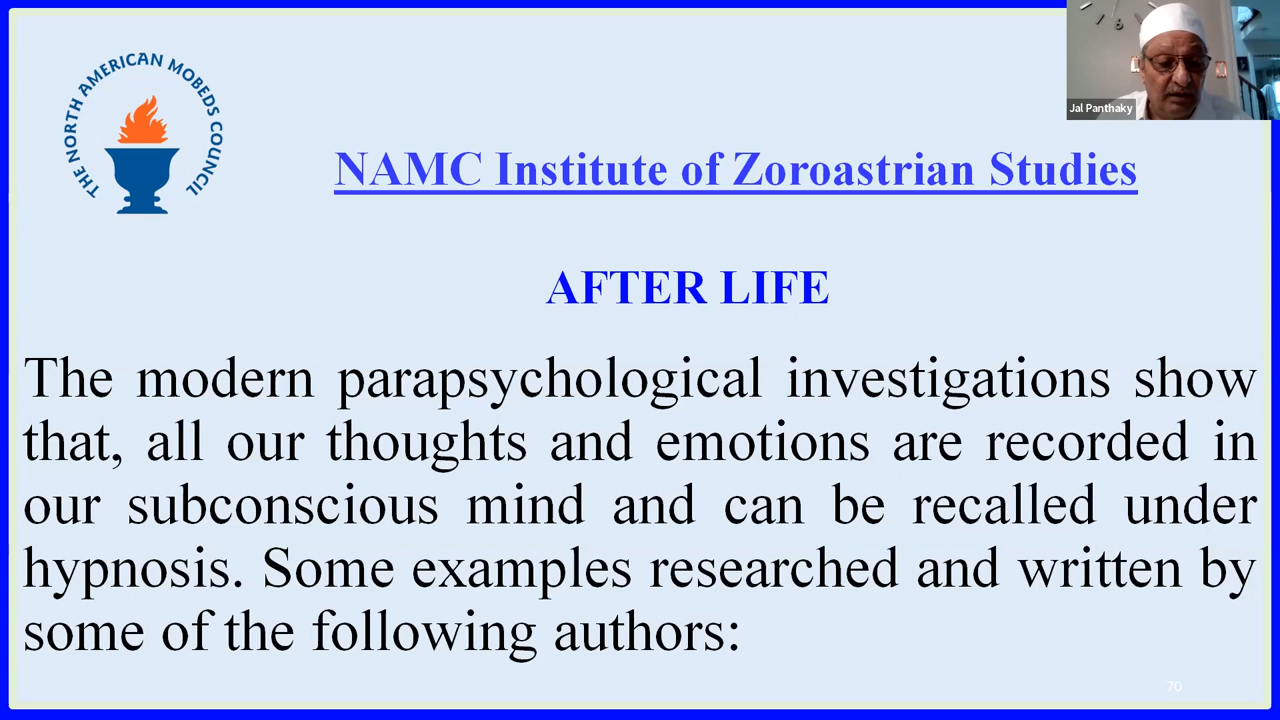 THE NORTH AMERICAN MOBEDS COUNCIL
Jal Panthaky
NAMC Institute of Zoroastrian Studies
AFTER LIFE
The modern parapsychological investigations show
that, all our thoughts and emotions are recorded in
our subconscious mind and can be recalled under
hypnosis. Some examples researched and written by
some of the following authors:
70